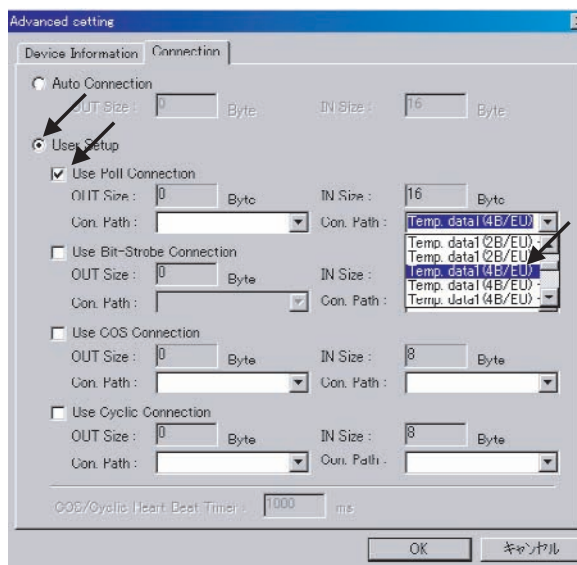 Advanced cetting
Device Information Connection
Auto Connection
OUT Size : 0 Byte IN Size : 16 Byte
User Setup
Use Poll Connection
OUT Size : 0 Byte IN Size : 16 Byte
Con. Path : Con. Path : Temp. data1 (4B/EU)
Temp. data1 (2B/EU) -
Temp. data1 (2B/EU)
Use Bit-Strobe Connection
Temp. data1 (4B/EU)
OUT Size : 0 Byte IN Size :
Temp. data1 (4B/EU) -
Con. Path : Con. Path :
Temp. data1 (4B/EU) -
Use COS Connection
OUT Size : 0 Byte IN Size : 8 Byte
Con. Path : Con. Path :
Use Cyclic Connection
OUT Size : 0 Byte IN Size : 8 Byte
Con. Path : Con. Path :
COS/Cyclic Heart Beat Timer : 1000 ms
OK キャンセル